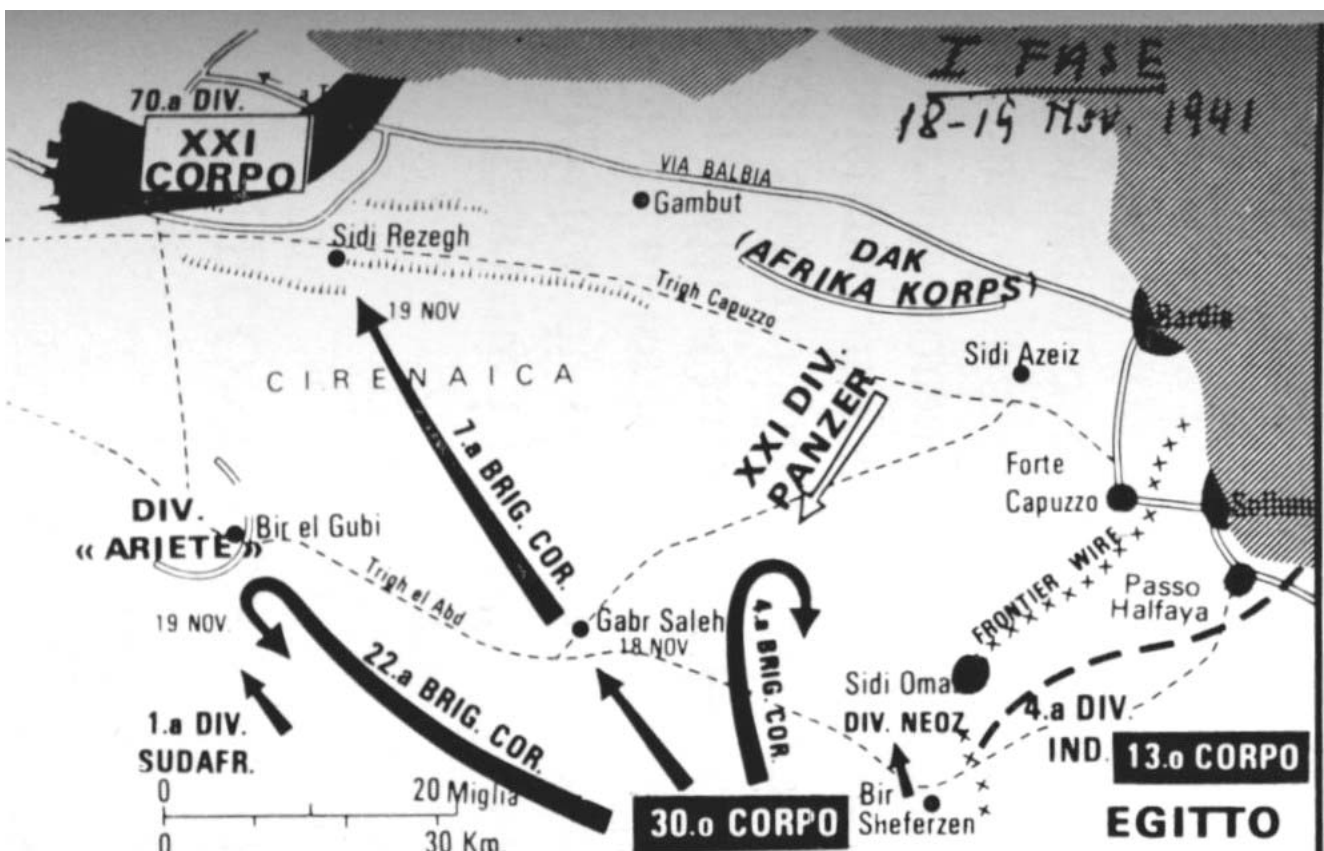 I FASE
18-19 Nov. 1941
70.a DIV.
XXI
CORPO
VIA BALBIA
Gambut
Sidi Rezegh
DAK
(AFRIKA KORPS)
Trigh Capuzzo
Bardia
19 NOV
Sidi Azeiz
CIRENAICA
XXI DIV.
PANZER
7.a BRIG. COR.
Forte
Capuzzo
Sollum
DIV.
« ARIETE »
Bir el Gubi
Trigh el Abd
FRONTIER WIRE
Passo
Halfaya
19 NOV.
Gabr Saleh
18 NOV
4.a BRIG. COR.
22.a BRIG. COR.
Sidi Oma
DIV. NEOZ.
4.a DIV.
IND.
13.o CORPO
1.a DIV.
SUDAFR.
0 20 Miglia
0 30 Km.
30.o CORPO
Bir
Sheferzen
EGITTO